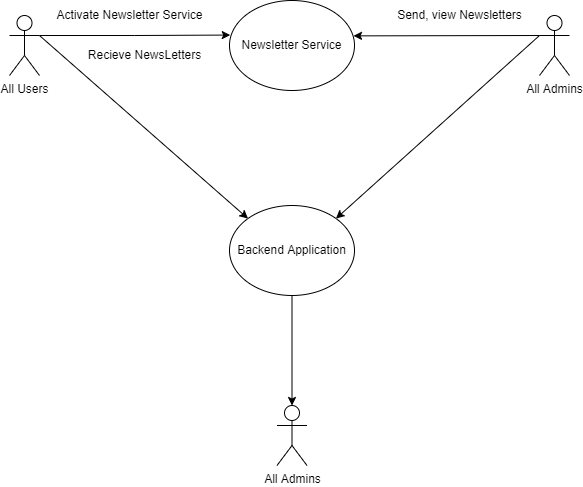 Activate Newsletter Service
Send, view Newsletters
Newsletter Service
Recieve NewsLetters
All Users
All Admins
Backend Application
All Admins